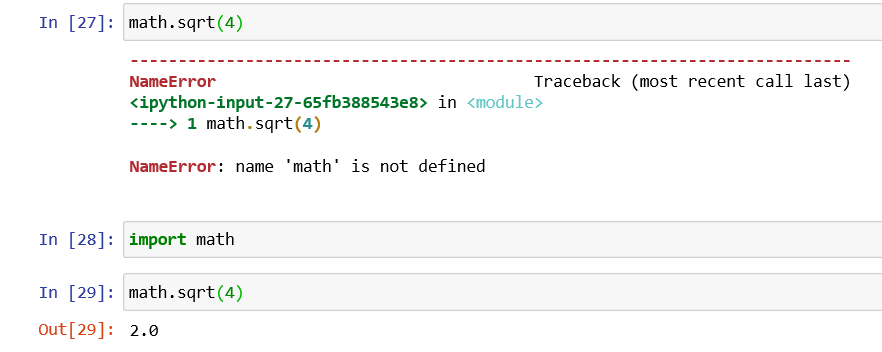 In [27]: math.sqrt(4)
---------------------------------------------------------------------------
NameError Traceback (most recent call last)
<ipython-input-27-65fb388543e8> in <module>
----> 1 math.sqrt(4)
NameError: name 'math' is not defined
In [28]: import math
In [29]: math.sqrt(4)
Out[29]: 2.0